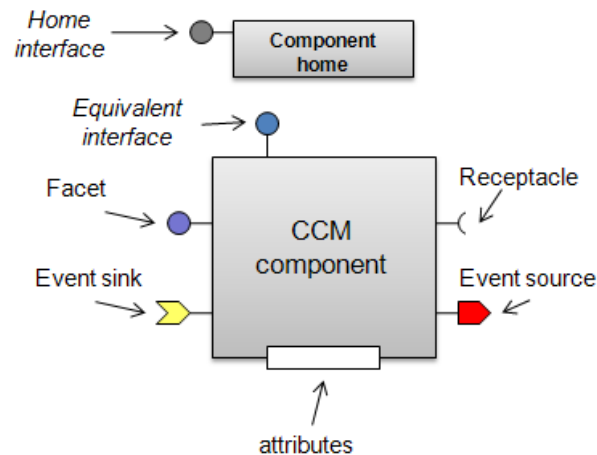 Home
interface
Component
home
Equivalent
interface
Facet
Receptacle
CCM
component
Event sink
Event source
attributes